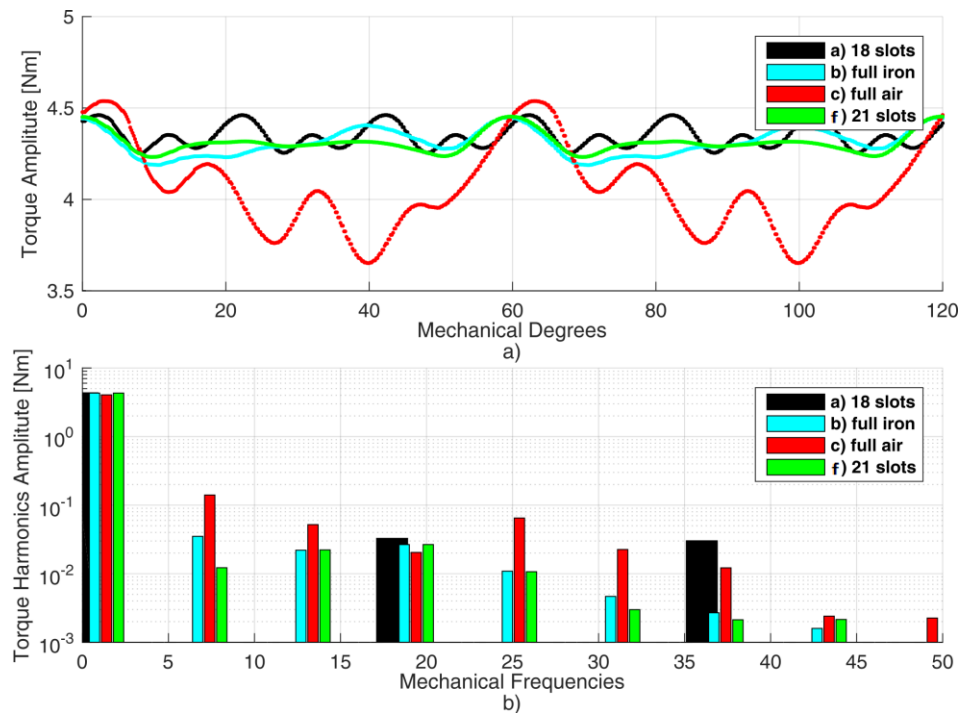 5
4.5
4
3.5
Torque Amplitute [Nm]
a) 18 slots
b) full iron
c) full air
f) 21 slots
0 20 40 60 80 100 120
Mechanical Degrees
a)
10^1
10^0
10^-1
10^-2
10^-3
Torque Harmonics Amplitute [Nm]
a) 18 slots
b) full iron
c) full air
f) 21 slots
0 5 10 15 20 25 30 35 40 45 50
Mechanical Frequencies
b)